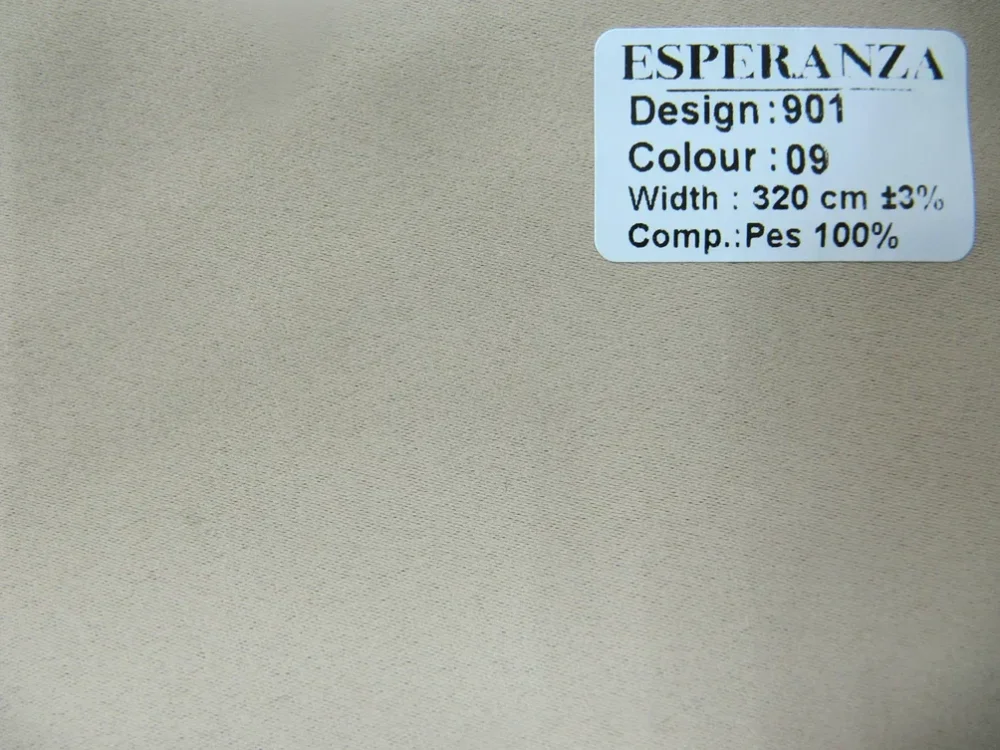 ESPERANZA
Design :901
Colour : 09
Width : 320 cm ±3%
Comp.:Pes 100%